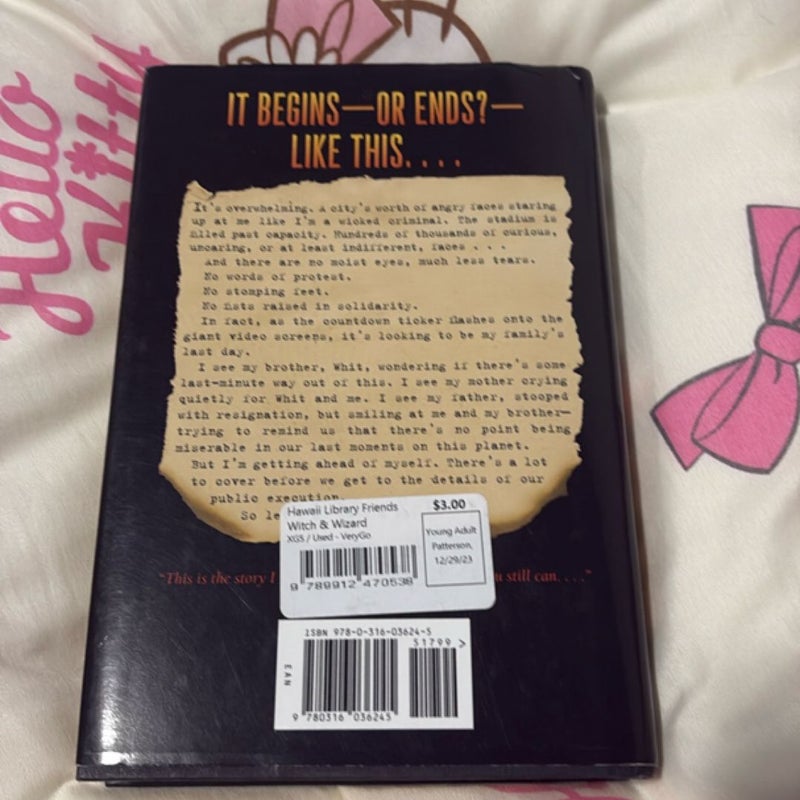 Hello
Kitty
IT BEGINS—OR ENDS?—
LIKE THIS. . . .
It's overwhelming. A city's worth of angry faces staring
up at me like I'm a wicked criminal. The stadium is
filled past capacity. Hundreds of thousands of curious,
uncaring, or at least indifferent, faces . . .
And there are no moist eyes, much less tears.
No words of protest.
No stomping feet.
No fists raised in solidarity.
In fact, as the countdown ticker flashes onto the
giant video screens, it's looking to be my family's
last day.
I see my brother, Whit, wondering if there's some
last-minute way out of this. I see my mother crying
quietly for Whit and me. I see my father, stooped
with resignation, but smiling at me and my brother—
trying to remind us that there's no point being
miserable in our last moments on this planet.
But I'm getting ahead of myself. There's a lot
to cover before we get to the details of our
public execution.
So le
Hawaii Library Friends
Witch & Wizard
XGS / Used - VeryGo
$3.00
Young Adult
Patterson,
12/29/23
9 789912 470538
"This is the story I
u still can. . . ."
ISBN 978-0-316-03624-5
51799 >
EAN
9 780316 036245